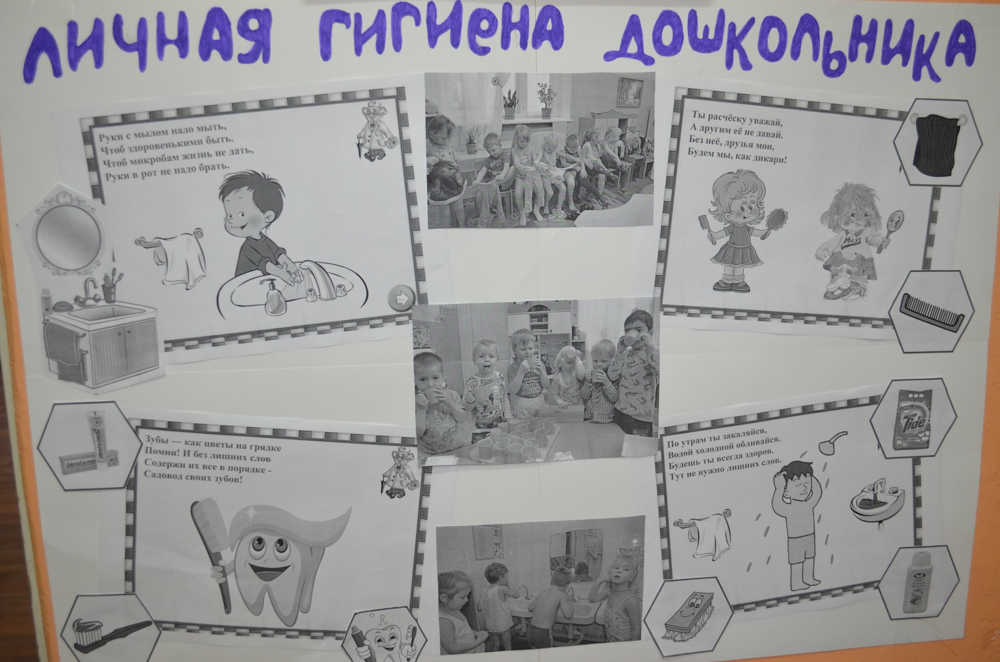 ЛИЧНАЯ ГИГИЕНА ДОШКОЛЬНИКА
Руки с мылом надо мыть,
Чтоб здоровенькими быть.
Чтоб микробам жизнь не дать,
Руки в рот не надо брать.
Ты расчёску уважай,
А другим её не давай.
Без неё, друзья мои,
Будем мы, как дикари!
Mess
Зубы — как цветы на грядке
Помни! И без лишних слов
Содержи их все в порядке -
Садовод своих зубов!
blend-a-med
По утрам ты закаляйся,
Водой холодной обливайся.
Будешь ты всегда здоров.
Тут не нужно лишних слов.
Tide